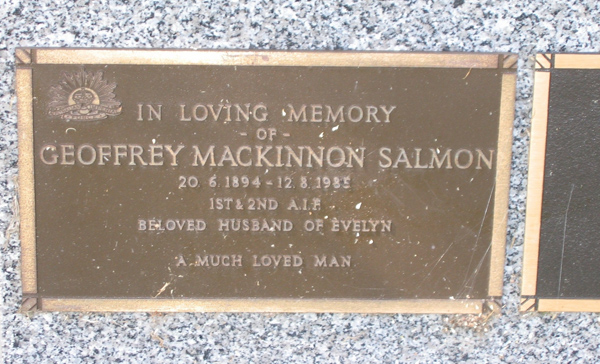 IN LOVING MEMORY
- OF -
GEOFFREY MACKINNON SALMON
20.6.1894 - 12.8.1985
1ST & 2ND A.I.F.
BELOVED HUSBAND OF EVELYN
A MUCH LOVED MAN